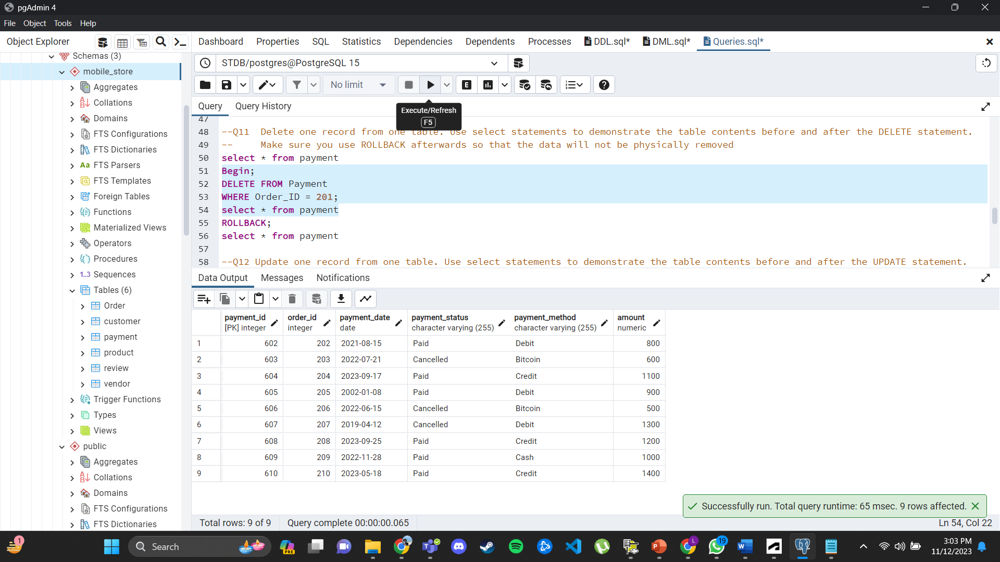 pgAdmin 4
File Object Tools Help
Object Explorer
Dashboard Properties SQL Statistics Dependencies Dependents Processes DDL.sql* DML.sql* Queries.sql*
Schemas (3)
mobile_store
Aggregates
Collations
Domains
FTS Configurations
FTS Dictionaries
FTS Parsers
FTS Templates
Foreign Tables
Functions
Materialized Views
Operators
Procedures
Sequences
Tables (6)
Order
customer
payment
product
review
vendor
Trigger Functions
Types
Views
public
Aggregates
Collations
Domains
FTS Configurations
FTS Dictionaries
STDB/postgres@PostgreSQL 15
No limit
E
Query Query History
Execute/Refresh
F5
47
48 --Q11 Delete one record from one table. Use select statements to demonstrate the table contents before and after the DELETE statement.
49 -- Make sure you use ROLLBACK afterwards so that the data will not be physically removed
50 select * from payment
51 Begin;
52 DELETE FROM Payment
53 WHERE Order_ID = 201;
54 select * from payment
55 ROLLBACK;
56 select * from payment
57
58 --Q12 Update one record from one table. Use select statements to demonstrate the table contents before and after the UPDATE statement.
Data Output Messages Notifications
payment_id order_id payment_date payment_status payment_method amount
[PK] integer integer date character varying (255) character varying (255) numeric
1 602 202 2021-08-15 Paid Debit 800
2 603 203 2022-07-21 Cancelled Bitcoin 600
3 604 204 2023-09-17 Paid Credit 1100
4 605 205 2002-01-08 Paid Debit 900
5 606 206 2022-06-15 Cancelled Bitcoin 500
6 607 207 2019-04-12 Cancelled Debit 1300
7 608 208 2023-09-25 Paid Credit 1200
8 609 209 2022-11-28 Paid Cash 1000
9 610 210 2023-05-18 Paid Credit 1400
Successfully run. Total query runtime: 65 msec. 9 rows affected.
Total rows: 9 of 9 Query complete 00:00:00.065 Ln 54, Col 22
1
Search
PRE
L
19
3:03 PM
11/12/2023